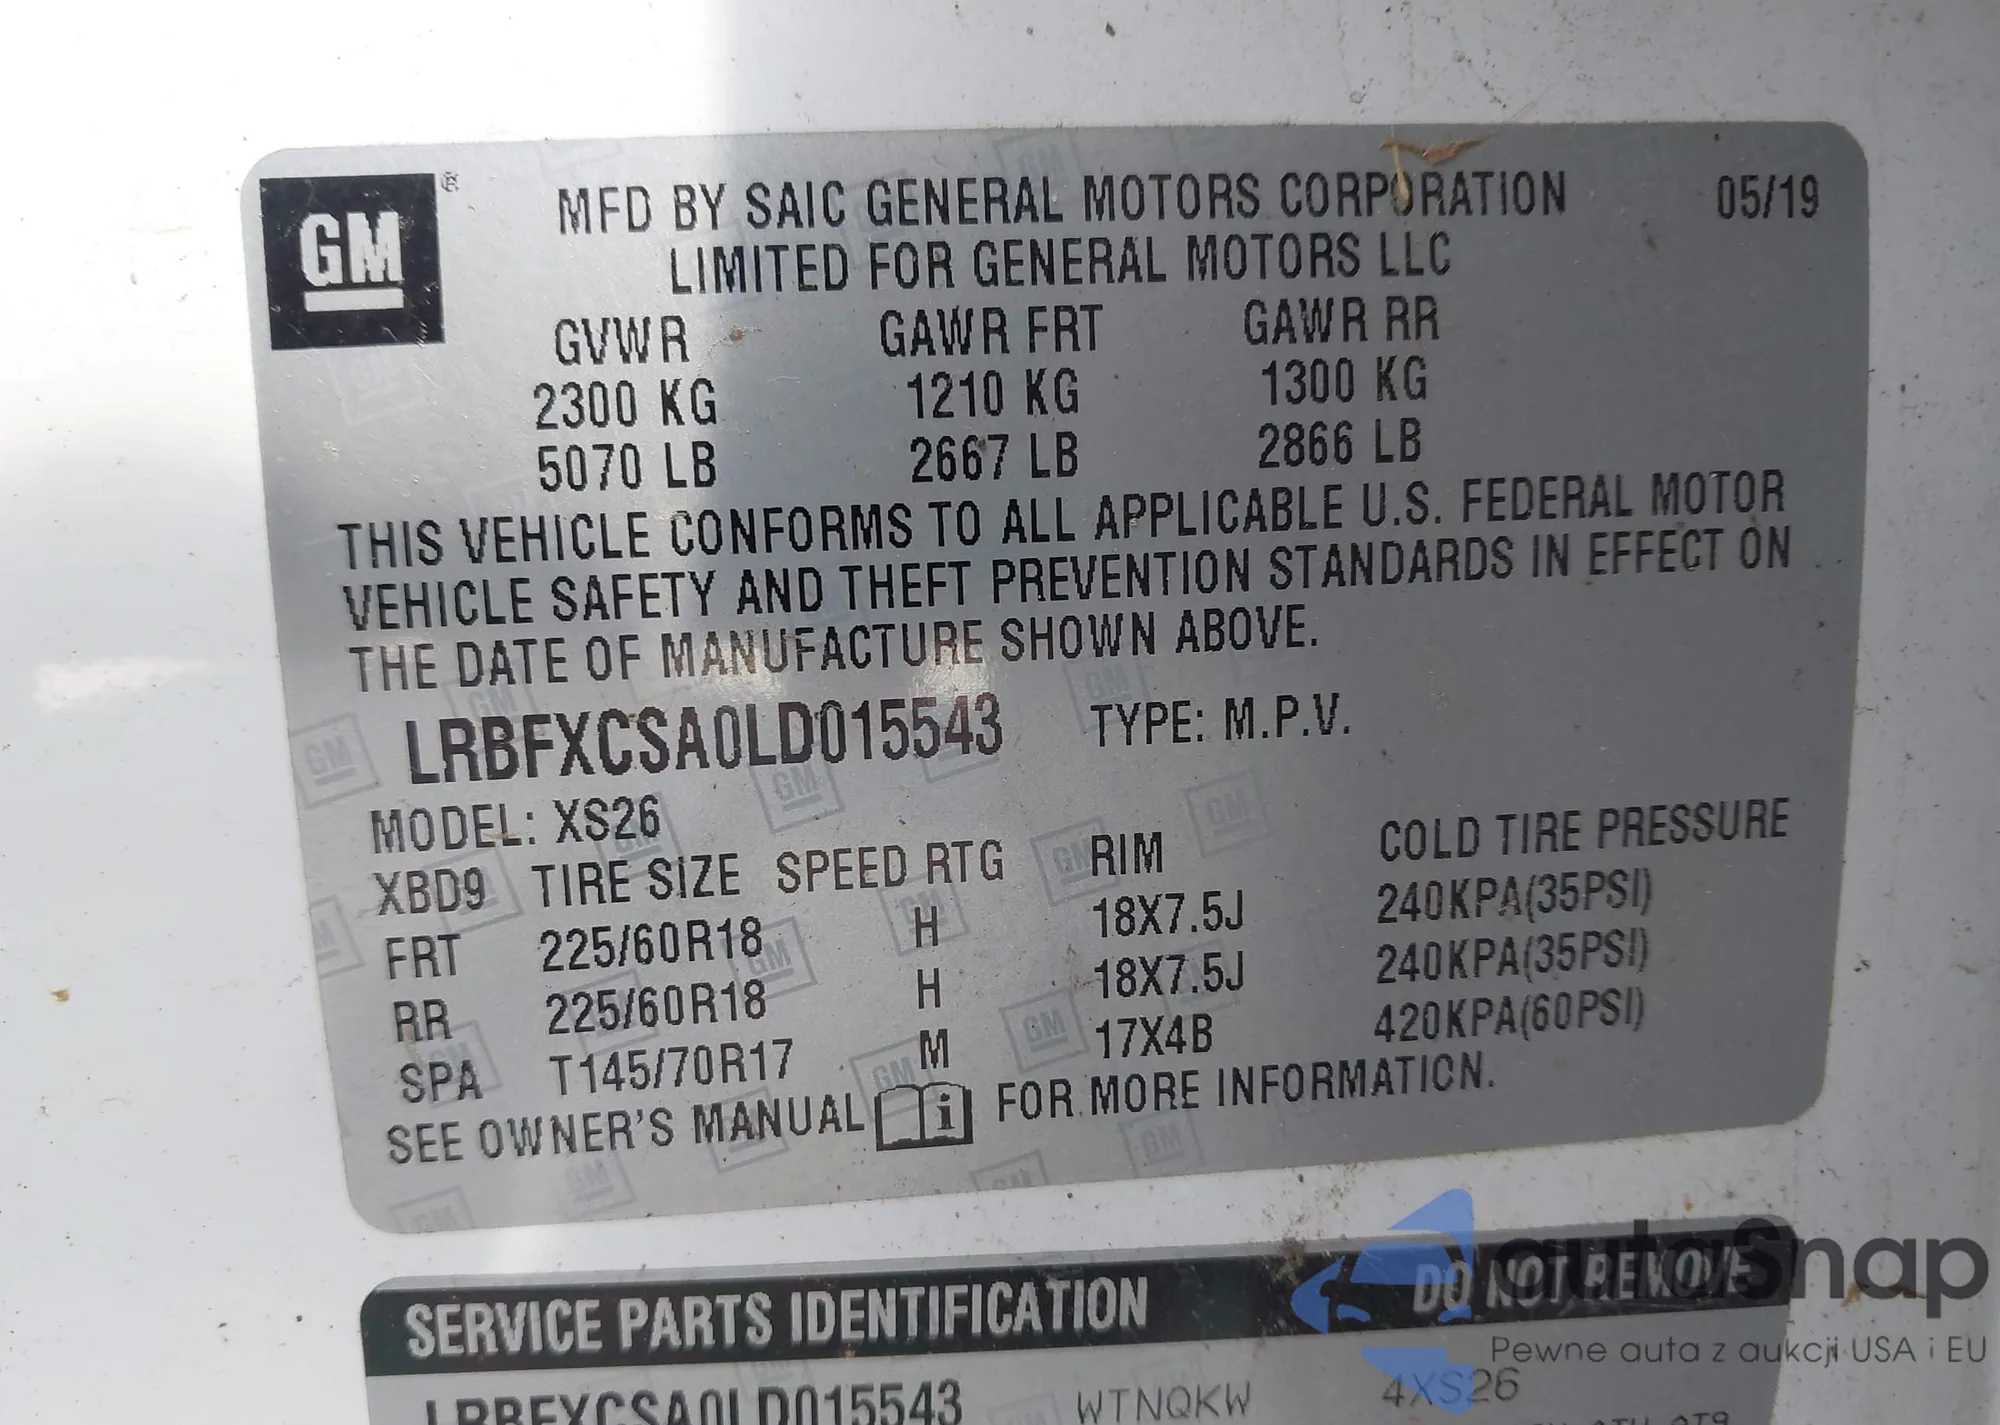 GM ®
MFD BY SAIC GENERAL MOTORS CORPORATION 05/19
LIMITED FOR GENERAL MOTORS LLC
GVWR GAWR FRT GAWR RR
2300 KG 1210 KG 1300 KG
5070 LB 2667 LB 2866 LB
THIS VEHICLE CONFORMS TO ALL APPLICABLE U.S. FEDERAL MOTOR
VEHICLE SAFETY AND THEFT PREVENTION STANDARDS IN EFFECT ON
THE DATE OF MANUFACTURE SHOWN ABOVE.
LRBFXCSA0LD015543 TYPE: M.P.V.
MODEL: XS26
XBD9 TIRE SIZE SPEED RTG RIM COLD TIRE PRESSURE
FRT 225/60R18 H 18X7.5J 240KPA(35PSI)
RR 225/60R18 H 18X7.5J 240KPA(35PSI)
SPA T145/70R17 M 17X4B 420KPA(60PSI)
SEE OWNER'S MANUAL i FOR MORE INFORMATION.
SERVICE PARTS IDENTIFICATION DO NOT REMOVE
autoSnap
Pewne auta z aukcji USA i EU
LRBFXCSA0LD015543 WTNQKW 4XS26